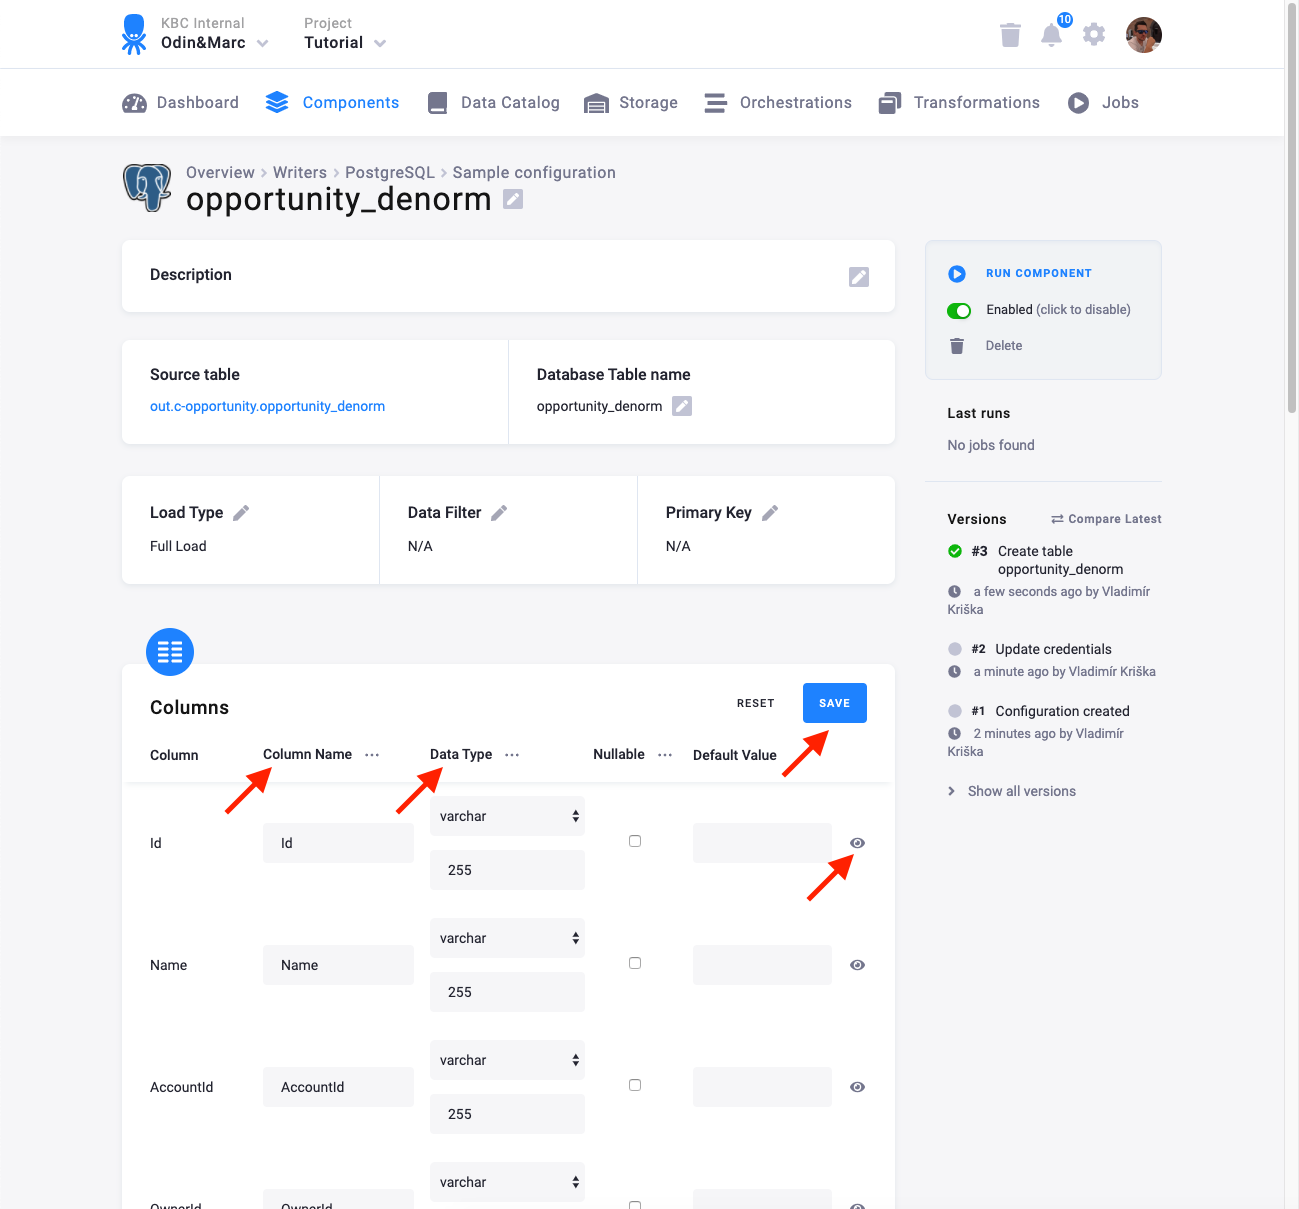 KBC Internal
Odin&Marc
Project
Tutorial
10
Dashboard
Components
Data Catalog
Storage
Orchestrations
Transformations
Jobs
Overview > Writers > PostgreSQL > Sample configuration
opportunity_denorm
Description
Source table
out.c-opportunity.opportunity_denorm
Database Table name
opportunity_denorm
Load Type
Full Load
Data Filter
N/A
Primary Key
N/A
Columns
RESET
SAVE
Column
Column Name ...
Data Type ...
Nullable ...
Default Value
Id
Id
varchar
255
Name
Name
varchar
255
AccountId
AccountId
varchar
255
OwnerId
OwnerId
varchar
RUN COMPONENT
Enabled (click to disable)
Delete
Last runs
No jobs found
Versions
Compare Latest
#3 Create table
opportunity_denorm
a few seconds ago by Vladimír
Kriška
#2 Update credentials
a minute ago by Vladimír Kriška
#1 Configuration created
2 minutes ago by Vladimír
Kriška
Show all versions